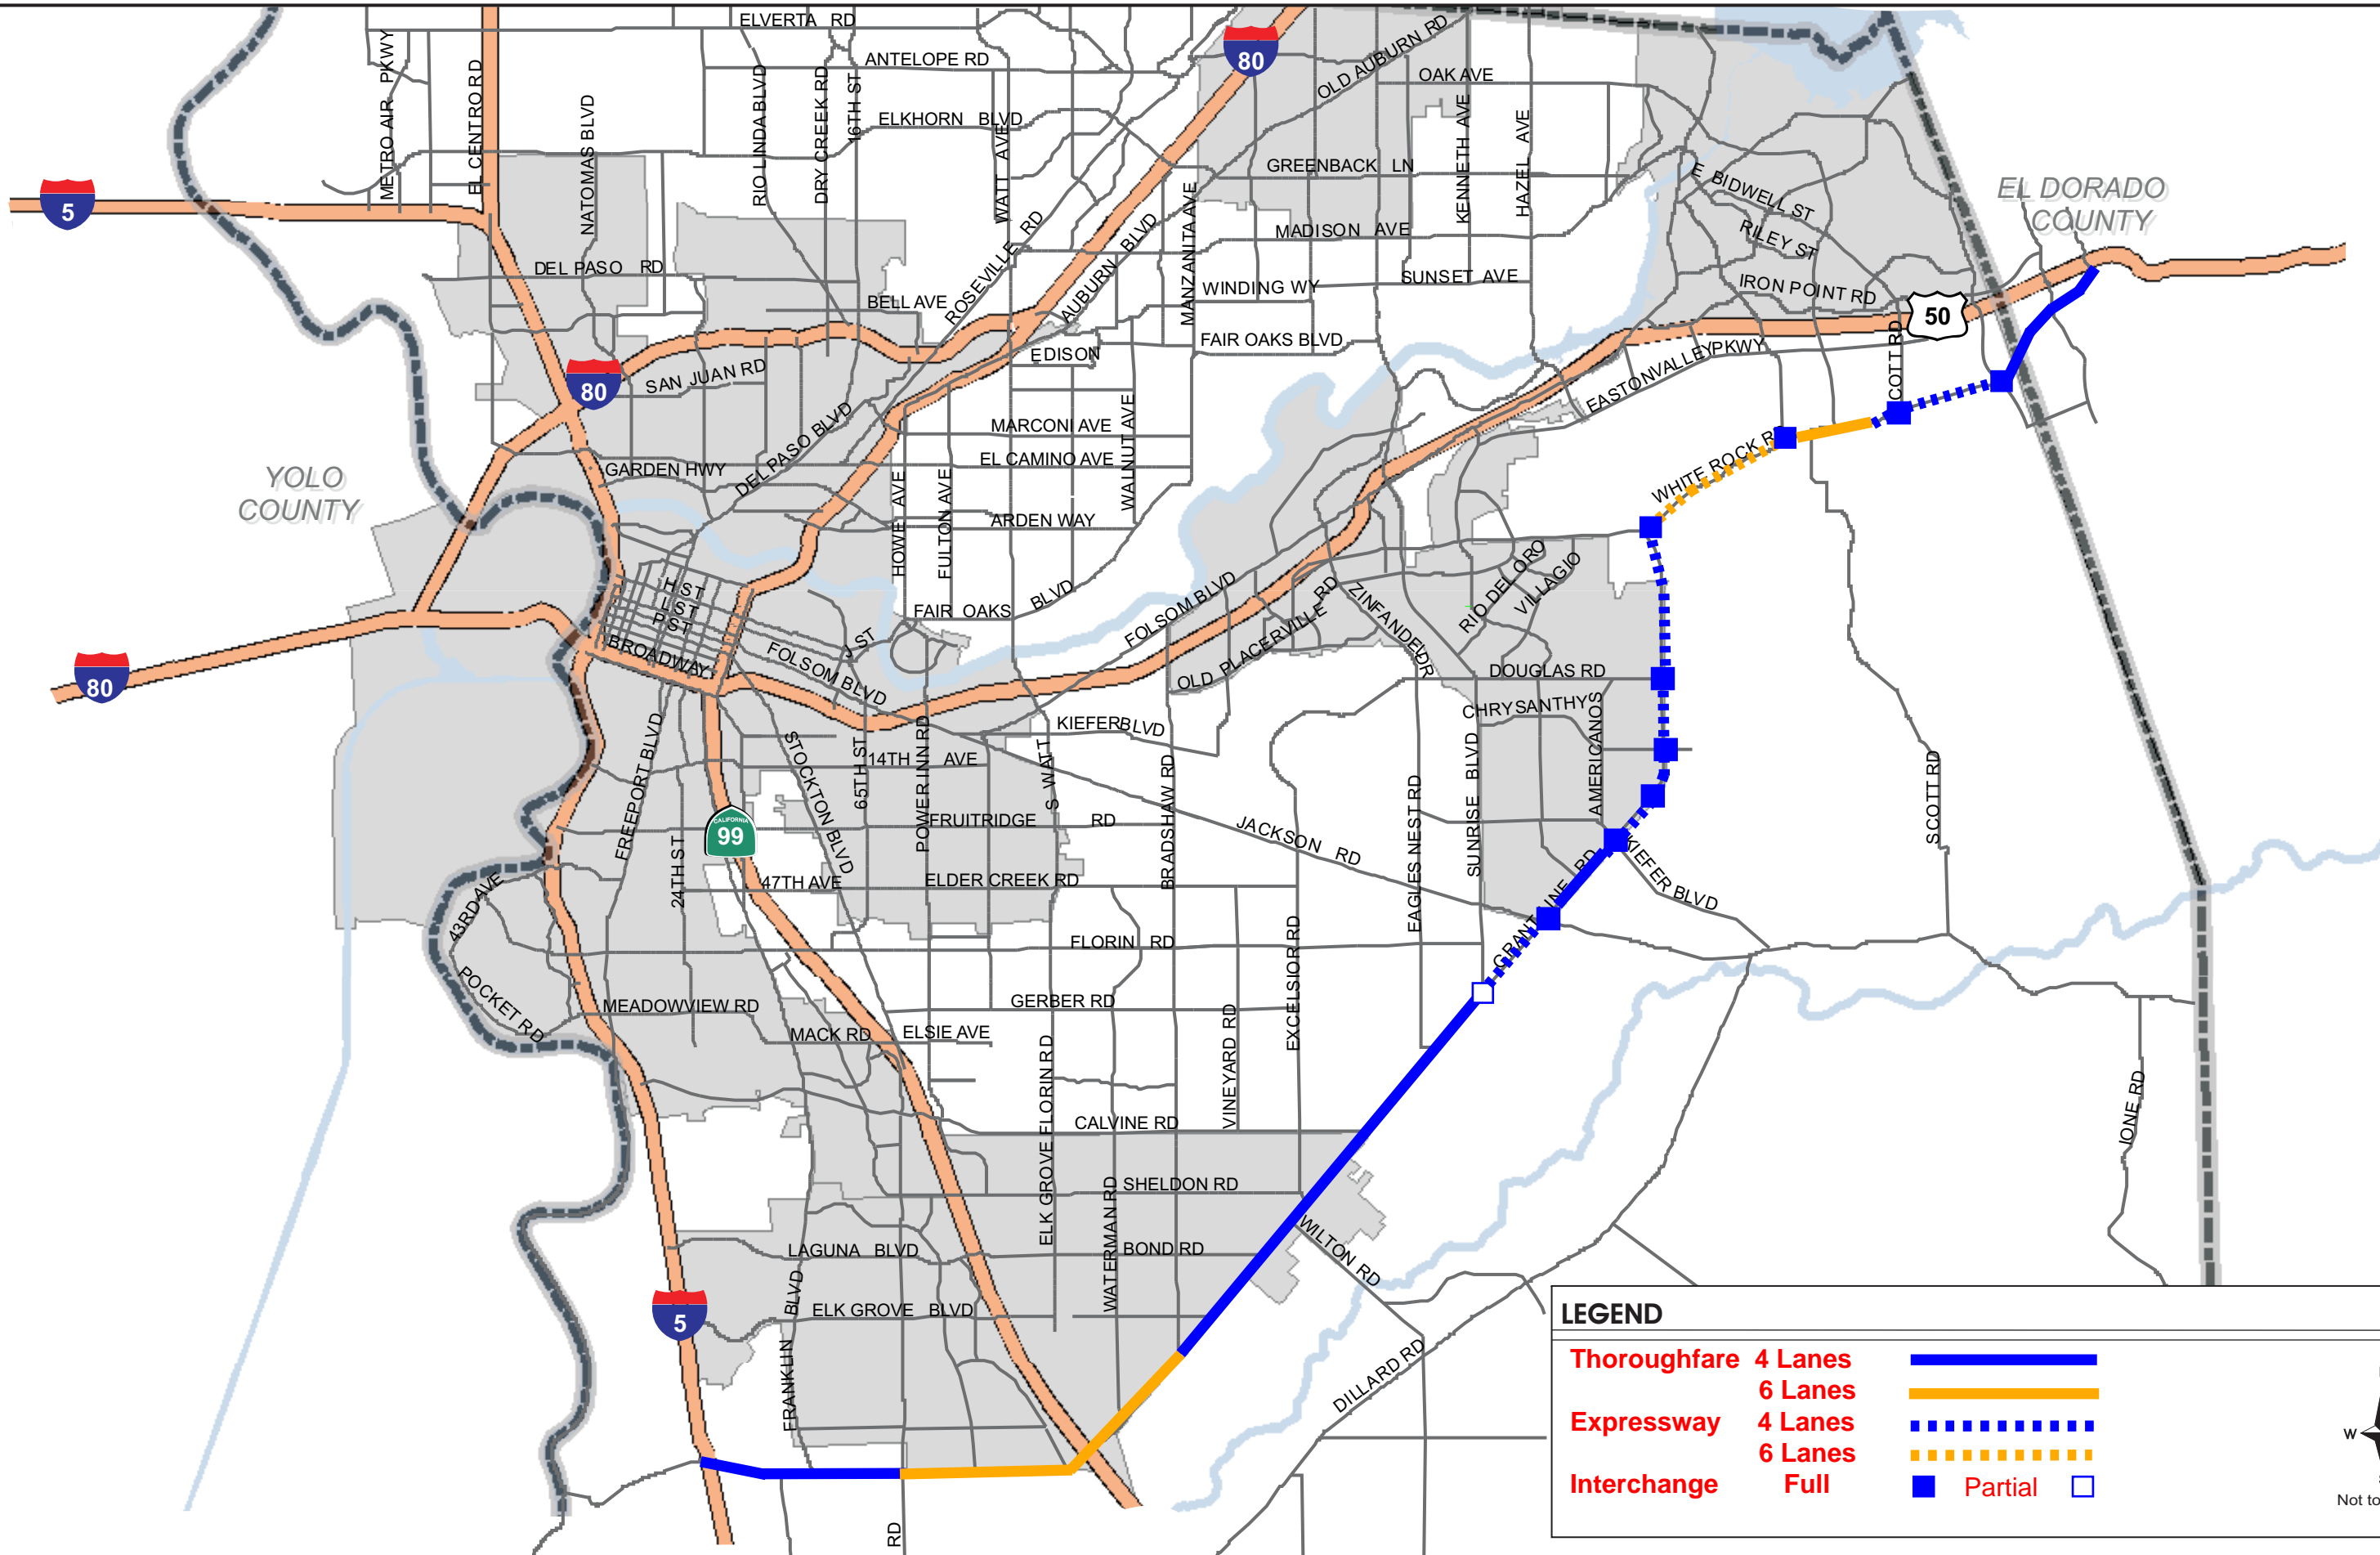 ELVERTA RD
ANTELOPE RD
80
OLD AUBURN RD
OAK AVE
METRO AIR PKWY
EL CENTRO RD
NATOMAS BLVD
RIO LINDA BLVD
DRY CREEK RD
16TH ST
ELKHORN BLVD
WATT AVE
KENNETH AVE
HAZEL AVE
GREENBACK LN
E BIDWELL ST
EL DORADO
COUNTY
5
RILEY ST
MADISON AVE
MANZANITA AVE
AUBURN BLVD
ROSEVILLE RD
DEL PASO RD
BELL AVE
WINDING WY
SUNSET AVE
IRON POINT RD
50
SCOTT RD
FAIR OAKS BLVD
EDISON
EASTONVALLEYPKWY
80
SAN JUAN RD
DEL PASO BLVD
MARCONI AVE
WALNUT AVE
EL CAMINO AVE
GARDEN HWY
YOLO
COUNTY
HOWE AVE
FULTON AVE
ARDEN WAY
WHITE ROCK RD
H ST
L ST
P ST
BROADWAY
J ST
FOLSOM BLVD
FAIR OAKS BLVD
FOLSOM BLVD
OLD PLACERVILLE RD
ZINFANDEL DR
RIO DEL ORO
VILLAGIO
DOUGLAS RD
CHRYSANTHY
AMERICANOS
80
KIEFER BLVD
FREEPORT BLVD
STOCKTON BLVD
65TH ST
14TH AVE
POWER INN RD
S WATT
BRADSHAW RD
99
CALIFORNIA
FRUITRIDGE RD
JACKSON RD
EAGLES NEST RD
SUNRISE BLVD
SCOTT RD
KIEFER BLVD
24TH ST
47TH AVE
ELDER CREEK RD
43RD AVE
FLORIN RD
EXCELSIOR RD
GRANT LINE RD
POCKET RD
MEADOWVIEW RD
GERBER RD
MACK RD
ELSIE AVE
ELK GROVE FLORIN RD
VINEYARD RD
CALVINE RD
IONE RD
SHELDON RD
WATERMAN RD
WILTON RD
LAGUNA BLVD
BOND RD
5
ELK GROVE BLVD
FRANKLIN BLVD
DILLARD RD
RD
LEGEND
Thoroughfare 4 Lanes
6 Lanes
Expressway 4 Lanes
6 Lanes
Interchange Full Partial
W
Not to